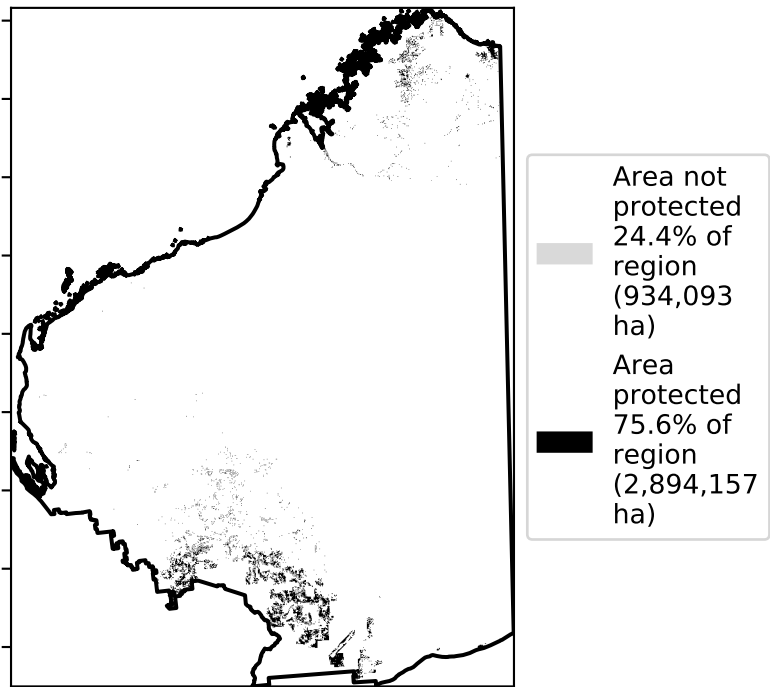 Area not
protected
24.4% of
region
(934,093
ha)
Area
protected
75.6% of
region
(2,894,157
ha)